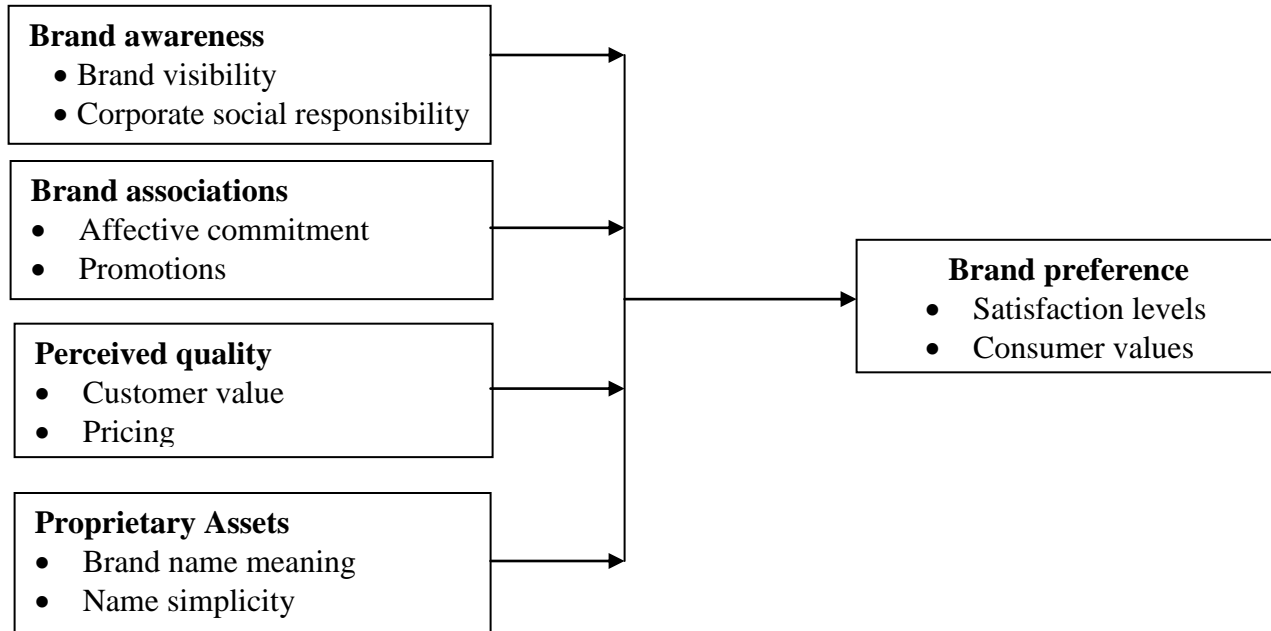 Brand awareness
• Brand visibility
• Corporate social responsibility
Brand associations
• Affective commitment
• Promotions
Perceived quality
• Customer value
• Pricing
Proprietary Assets
• Brand name meaning
• Name simplicity
Brand preference
• Satisfaction levels
• Consumer values